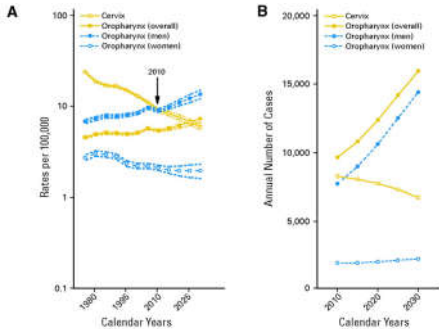 A
Cervix
Oropharynx (overall)
Oropharynx (men)
Oropharynx (women)
2010
100
10
1
0.1
Rates per 100,000
1980
1995
2010
2025
Calendar Years
B
Cervix
Oropharynx (overall)
Oropharynx (men)
Oropharynx (women)
20,000
15,000
10,000
5,000
0
Annual Number of Cases
2010
2020
2030
Calendar Years